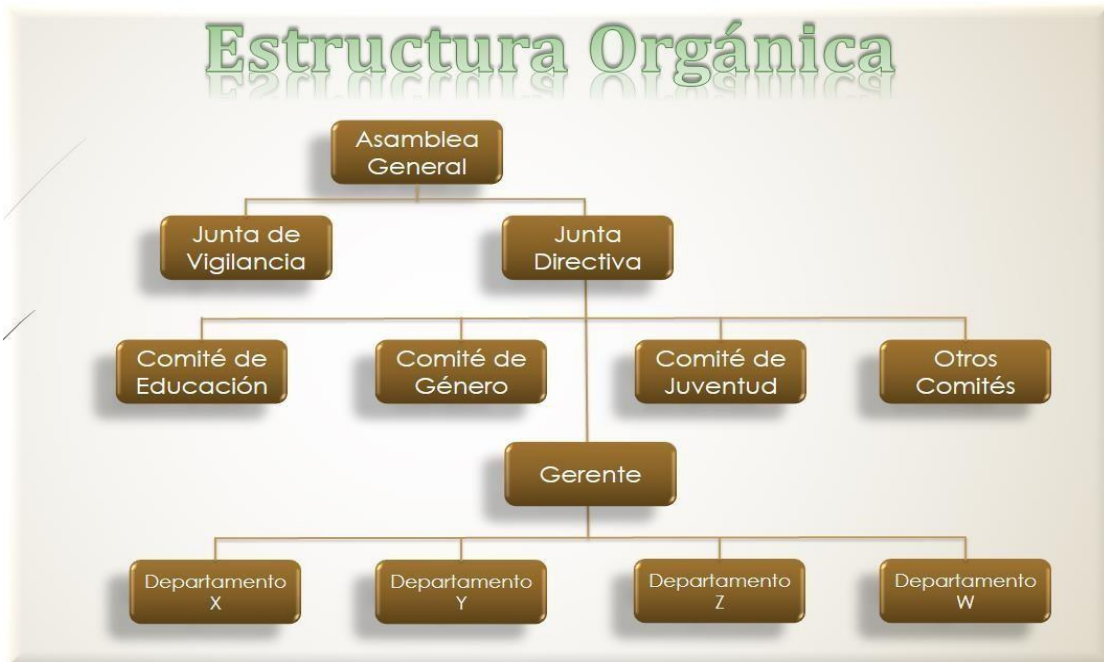 Estructura Orgánica
Asamblea
General
Junta de
Vigilancia
Junta
Directiva
Comité de
Educación
Comité de
Género
Comité de
Juventud
Otros
Comités
Gerente
Departamento
X
Departamento
Y
Departamento
Z
Departamento
W